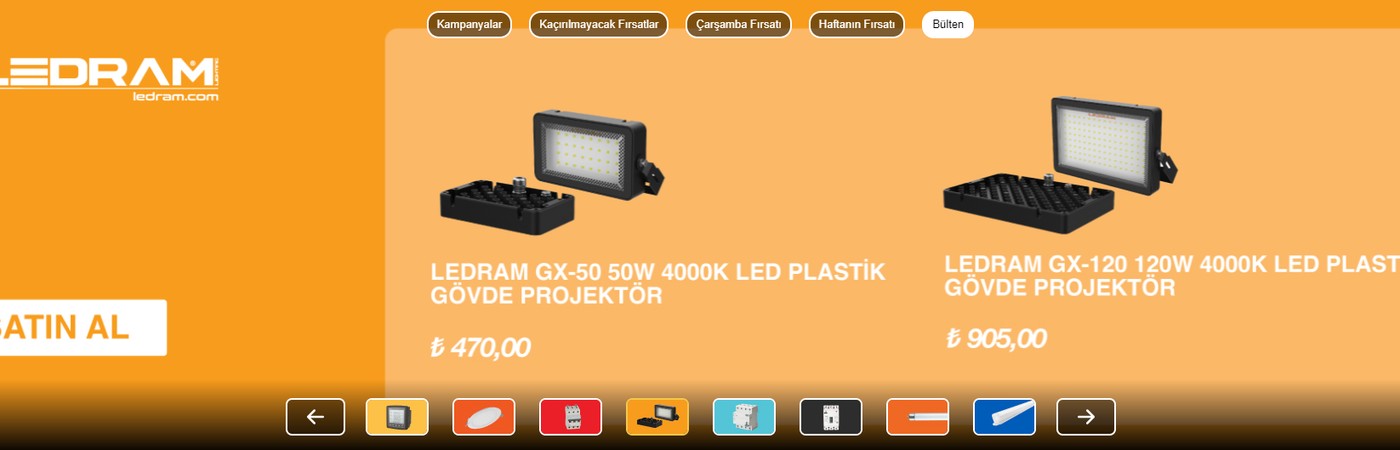 Kampanyalar
Kaçırılmayacak Fırsatlar
Çarşamba Fırsatı
Haftanın Fırsatı
Bülten
LEDRAM
ledram.com
LEDRAM GX-50 50W 4000K LED PLASTİK
GÖVDE PROJEKTÖR
₺ 470,00
LEDRAM GX-120 120W 4000K LED PLAST
GÖVDE PROJEKTÖR
₺ 905,00
SATIN AL